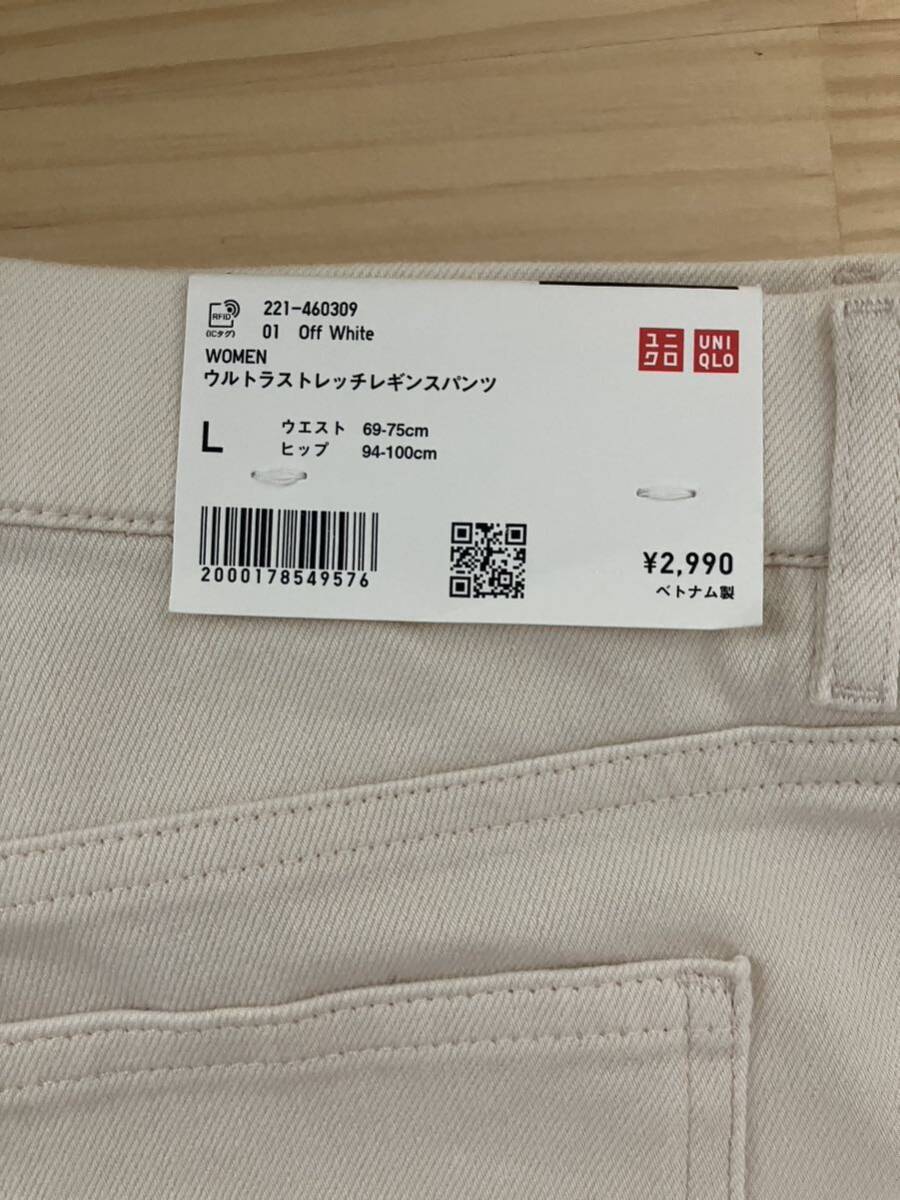 RFID
(ICタグ)
221-460309
01 Off White
WOMEN
ウルトラストレッチレギンスパンツ
ユニ
クロ
UNI
QLO
L
ウエスト 69-75cm
ヒップ 94-100cm
2000178549576
¥2,990
ベトナム製